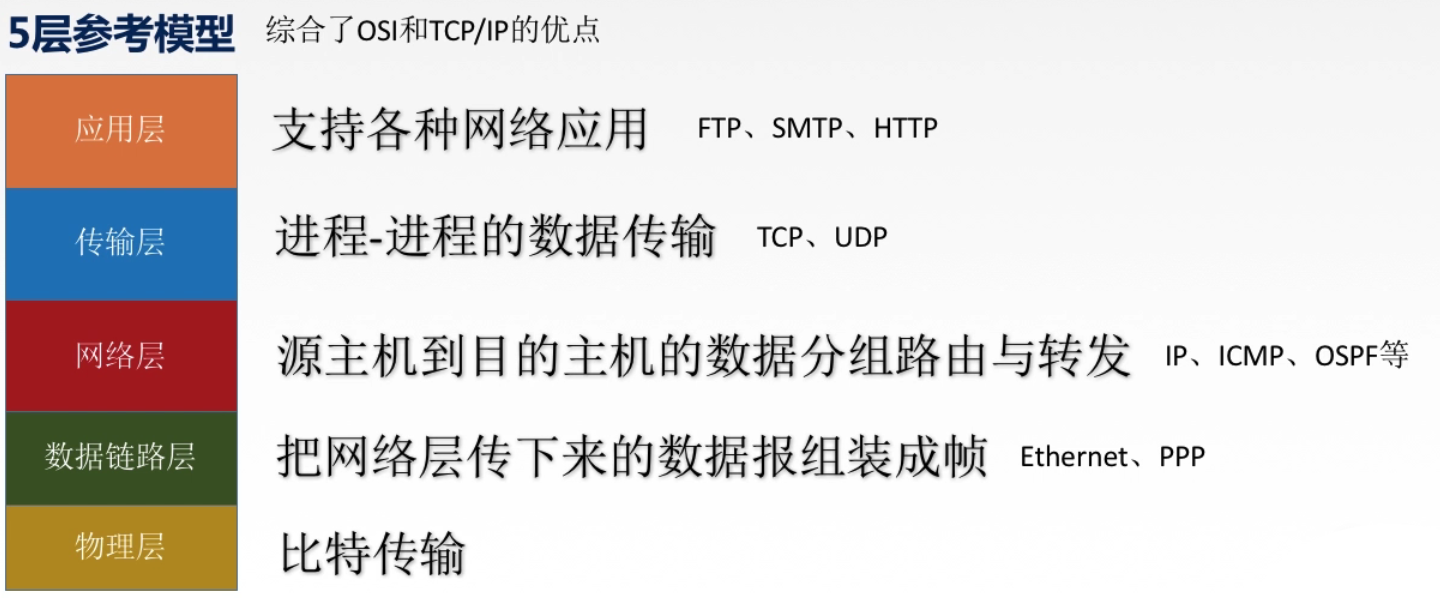 5层参考模型 综合了OSI和TCP/IP的优点
应用层 支持各种网络应用 FTP、SMTP、HTTP
传输层 进程-进程的数据传输 TCP、UDP
网络层 源主机到目的主机的数据分组路由与转发 IP、ICMP、OSPF等
数据链路层 把网络层传下来的数据报组装成帧 Ethernet、PPP
物理层 比特传输